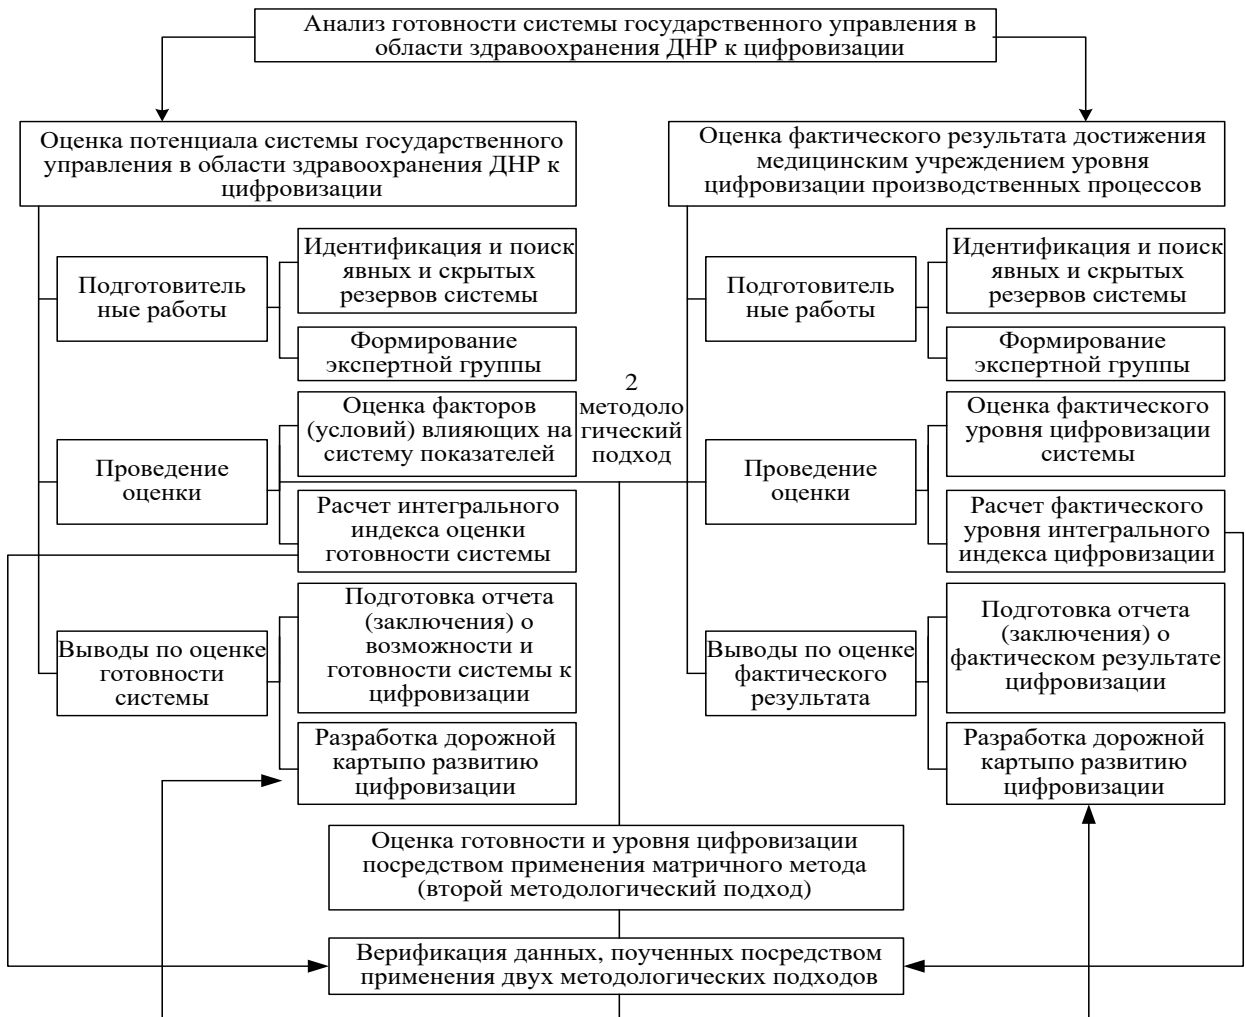 Анализ готовности системы государственного управления в
области здравоохранения ДНР к цифровизации
Оценка потенциала системы государственного
управления в области здравоохранения ДНР к
цифровизации
Оценка фактического результата достижения
медицинским учреждением уровня
цифровизации производственных процессов
Подготовитель
ные работы
Идентификация и поиск
явных и скрытых
резервов системы
Формирование
экспертной группы
Проведение
оценки
Оценка факторов
(условий) влияющих на
систему показателей
Расчет интегрального
индекса оценки
готовности системы
Выводы по оценке
готовности
системы
Подготовка отчета
(заключения) о
возможности и
готовности системы к
цифровизации
Разработка дорожной
картыпо развитию
цифровизации
2
методоло
гический
подход
Подготовитель
ные работы
Идентификация и поиск
явных и скрытых
резервов системы
Формирование
экспертной группы
Проведение
оценки
Оценка фактического
уровня цифровизации
системы
Расчет фактического
уровня интегрального
индекса цифровизации
Выводы по оценке
фактического
результата
Подготовка отчета
(заключения) о
фактическом результате
цифровизации
Разработка дорожной
картыпо развитию
цифровизации
Оценка готовности и уровня цифровизации
посредством применения матричного метода
(второй методологический подход)
Верификация данных, поученных посредством
применения двух методологических подходов